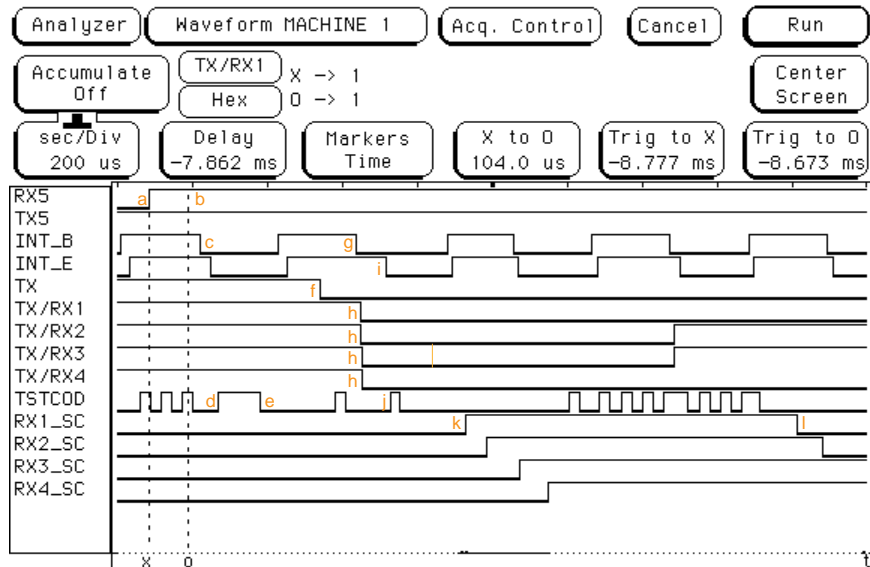 Analyzer Waveform MACHINE 1 Acq. Control Cancel Run
Accumulate Off
TX/RX1 X -> 1
Hex O -> 1
Center Screen
sec/Div 200 us
Delay -7.862 ms
Markers Time
X to O 104.0 us
Trig to X -8.777 ms
Trig to O -8.673 ms
RX5 a b
TX5
INT_B c g
INT_E i
TX f
TX/RX1 h
TX/RX2 h
TX/RX3 h
TX/RX4 h
TSTCOD d e j
RX1_SC k l
RX2_SC
RX3_SC
RX4_SC
X O t